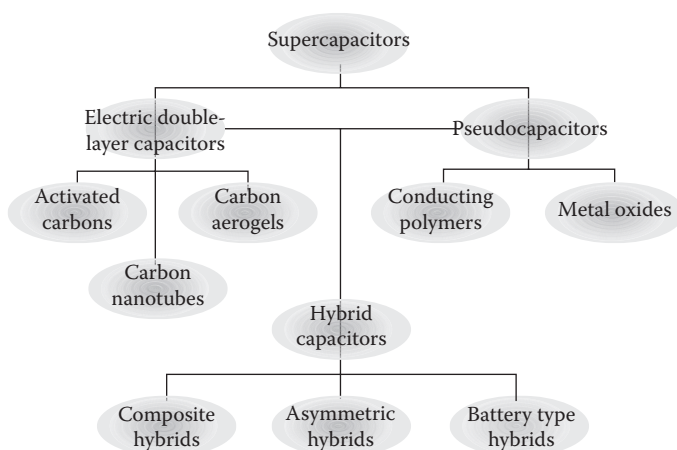 Supercapacitors
Electric double-
layer capacitors
Pseudocapacitors
Activated
carbons
Carbon
aerogels
Conducting
polymers
Metal oxides
Carbon
nanotubes
Hybrid
capacitors
Composite
hybrids
Asymmetric
hybrids
Battery type
hybrids